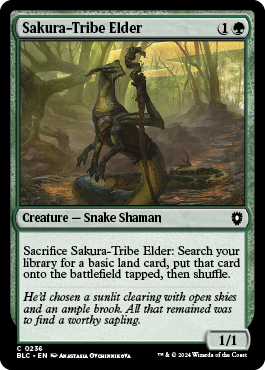 Sakura-Tribe Elder 1
Creature — Snake Shaman
Sacrifice Sakura-Tribe Elder: Search your
library for a basic land card, put that card
onto the battlefield tapped, then shuffle.
He'd chosen a sunlit clearing with open skies
and an ample brook. All that remained was
to find a worthy sapling.
1/1
C 0236
BLC • EN Anastasia Ovchinnikova
™ & © 2024 Wizards of the Coast